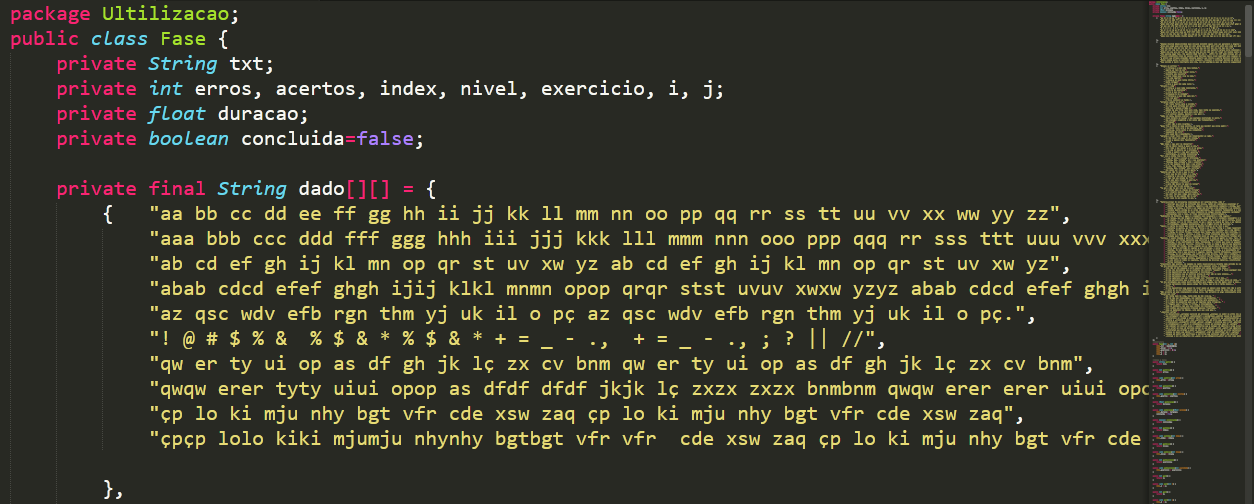 package Ultilizacao;
public class Fase {
private String txt;
private int erros, acertos, index, nivel, exercicio, i, j;
private float duracao;
private boolean concluida=false;
private final String dado[][] = {
{ "aa bb cc dd ee ff gg hh ii jj kk ll mm nn oo pp qq rr ss tt uu vv xx ww yy zz",
"aaa bbb ccc ddd fff ggg hhh iii jjj kkk lll mmm nnn ooo ppp qqq rr sss ttt uuu vvv xxx
"ab cd ef gh ij kl mn op qr st uv xw yz ab cd ef gh ij kl mn op qr st uv xw yz",
"abab cdcd efef ghgh ijij klkl mnmn opop qrqr stst uvuv xwxw yzyz abab cdcd efef ghgh i
"az qsc wdv efb rgn thm yj uk il o pç az qsc wdv efb rgn thm yj uk il o pç.",
"! @ # $ % &  % $ & * % $ & * + = _ - .,  + = _ - ., ; ? || //",
"qw er ty ui op as df gh jk lç zx cv bnm qw er ty ui op as df gh jk lç zx cv bnm",
"qwqw erer tyty uiui opop as dfdf dfdf jkjk lç zxzx zxzx bnmbnm qwqw erer erer uiui opo
"çp lo ki mju nhy bgt vfr cde xsw zaq çp lo ki mju nhy bgt vfr cde xsw zaq",
"çpçp lolo kiki mjumju nhynhy bgtbgt vfr vfr  cde xsw zaq çp lo ki mju nhy bgt vfr cde
},